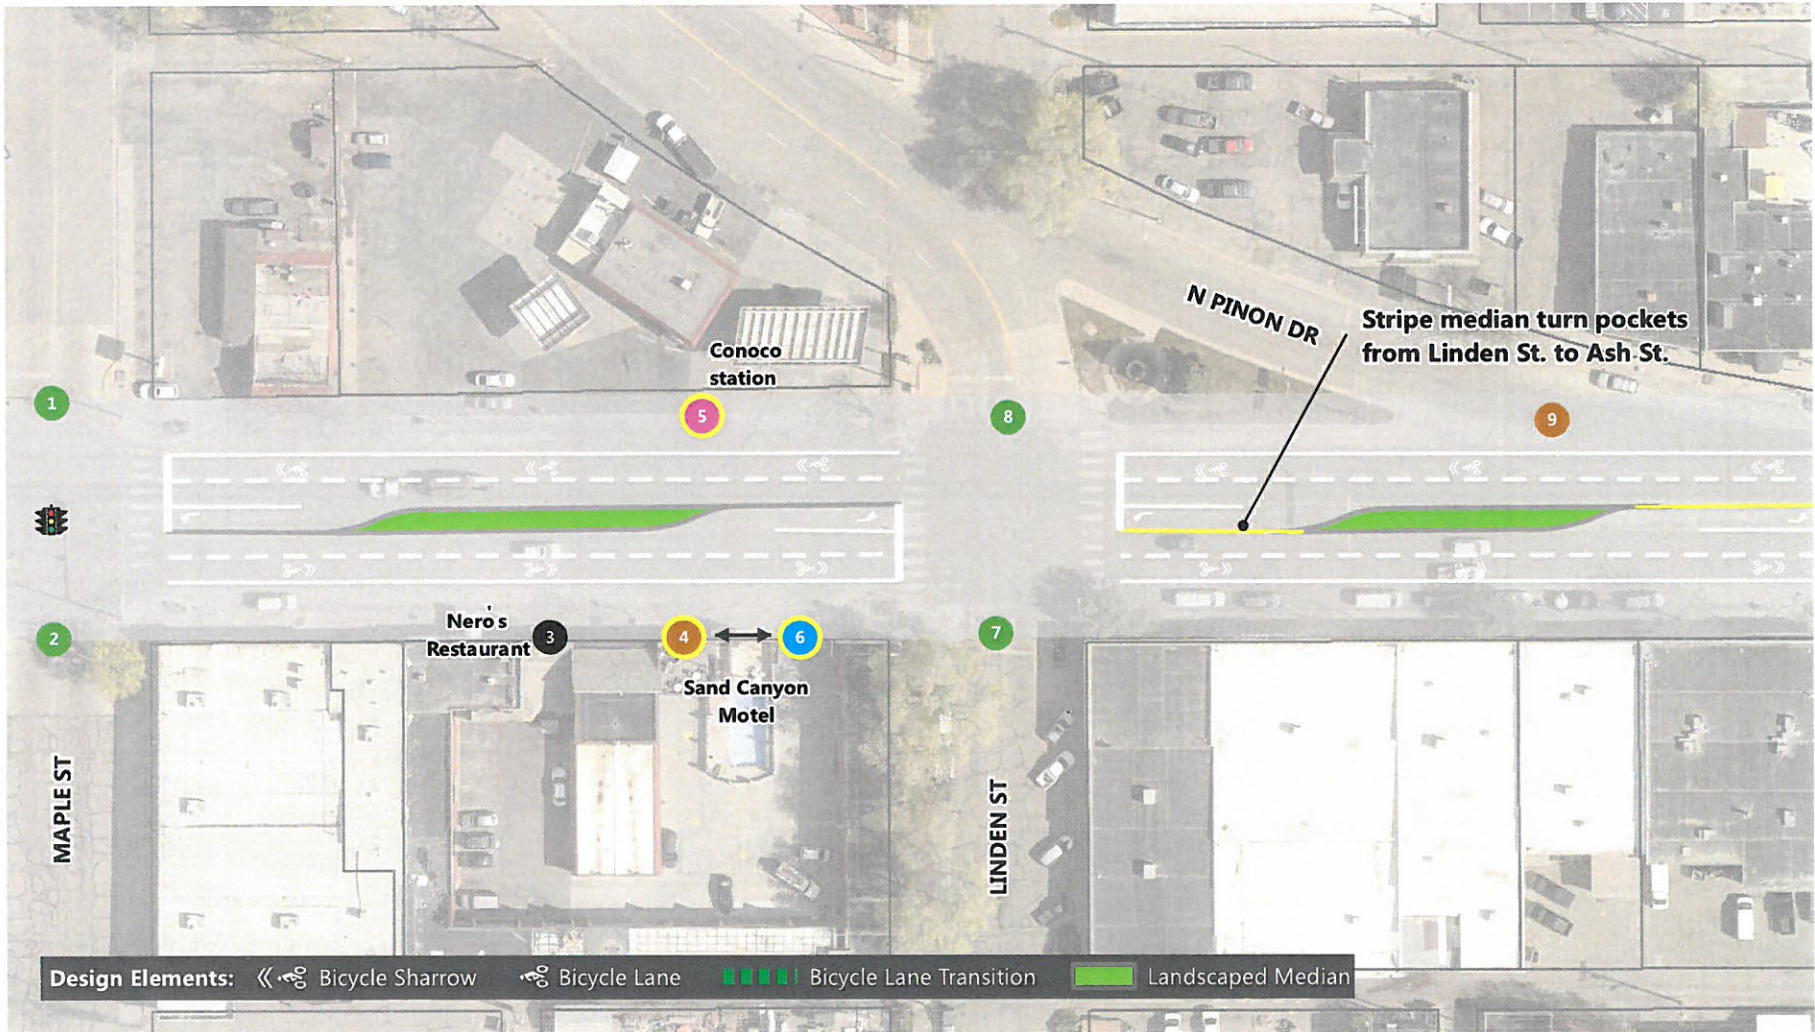 N PINON DR
Stripe median turn pockets
from Linden St. to Ash St.
Conoco
station
1
5
8
9
2
Nero's
Restaurant
3
4
6
7
Sand Canyon
Motel
MAPLE ST
LINDEN ST
Design Elements: Bicycle Sharrow Bicycle Lane Bicycle Lane Transition Landscaped Median